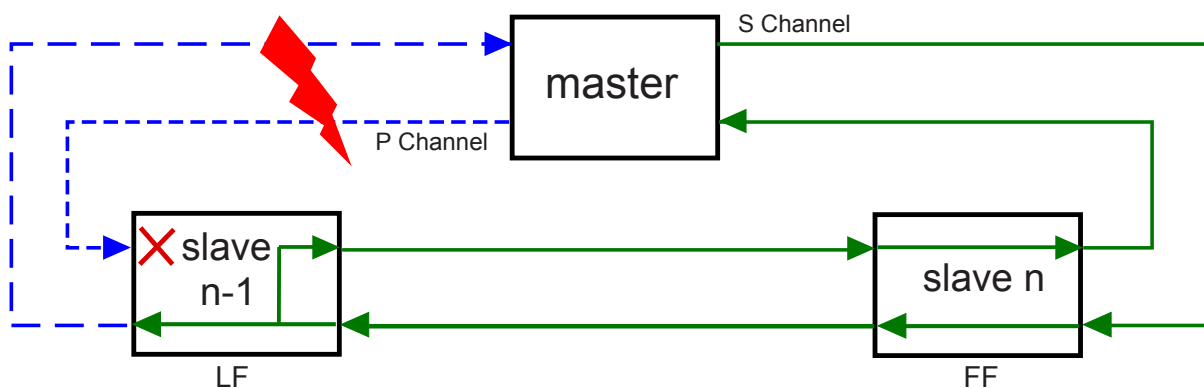 S Channel
master
P Channel
slave
n-1
slave n
LF
FF